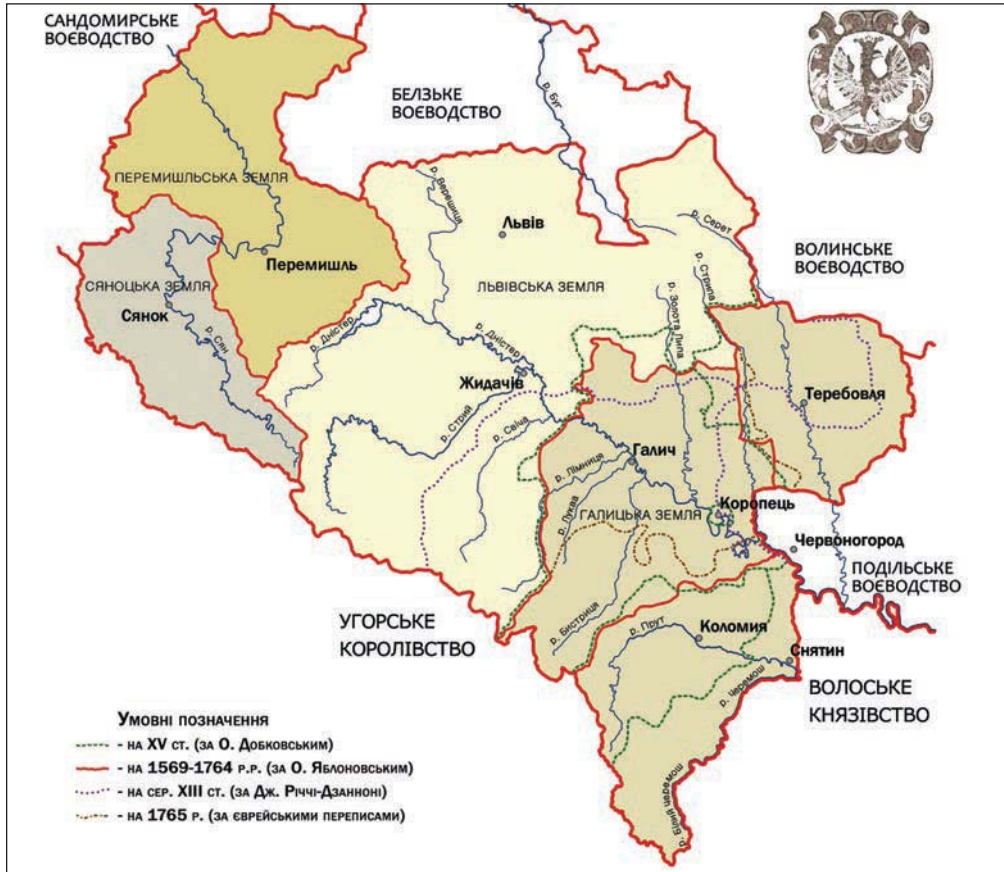 САНДОМИРСЬКЕ
ВОЄВОДСТВО
БЕЛЗЬКЕ
ВОЄВОДСТВО
р. Буг
ПЕРЕМИШЛЬСЬКА ЗЕМЛЯ
р. Верещиця
Львів
р. Серет
ВОЛИНСЬКЕ
ВОЄВОДСТВО
Перемишль
р. Стрипа
СЯНОЦЬКА ЗЕМЛЯ
ЛЬВІВСЬКА ЗЕМЛЯ
р. Золота Липа
Сянок
р. Сян
р. Дністер
р. Дністер
Жидачів
Теребовля
р. Стрий
р. Свіча
Галич
р. Лімниця
р. Луква
ГАЛИЦЬКА ЗЕМЛЯ
Коропець
Червоногород
ПОДІЛЬСЬКЕ
ВОЄВОДСТВО
УГОРСЬКЕ
КОРОЛІВСТВО
р. Бистриця
р. Прут
Коломия
Снятин
р. Черемош
ВОЛОСЬКЕ
КНЯЗІВСТВО
р. Білий Черемош
Умовні позначення
- на XV ст. (за О. Добковським)
- на 1569-1764 р.р. (за О. Яблоновським)
- на сер. XIII ст. (за Дж. Річчі-Дзанноні)
- на 1765 р. (за єврейськими переписами)